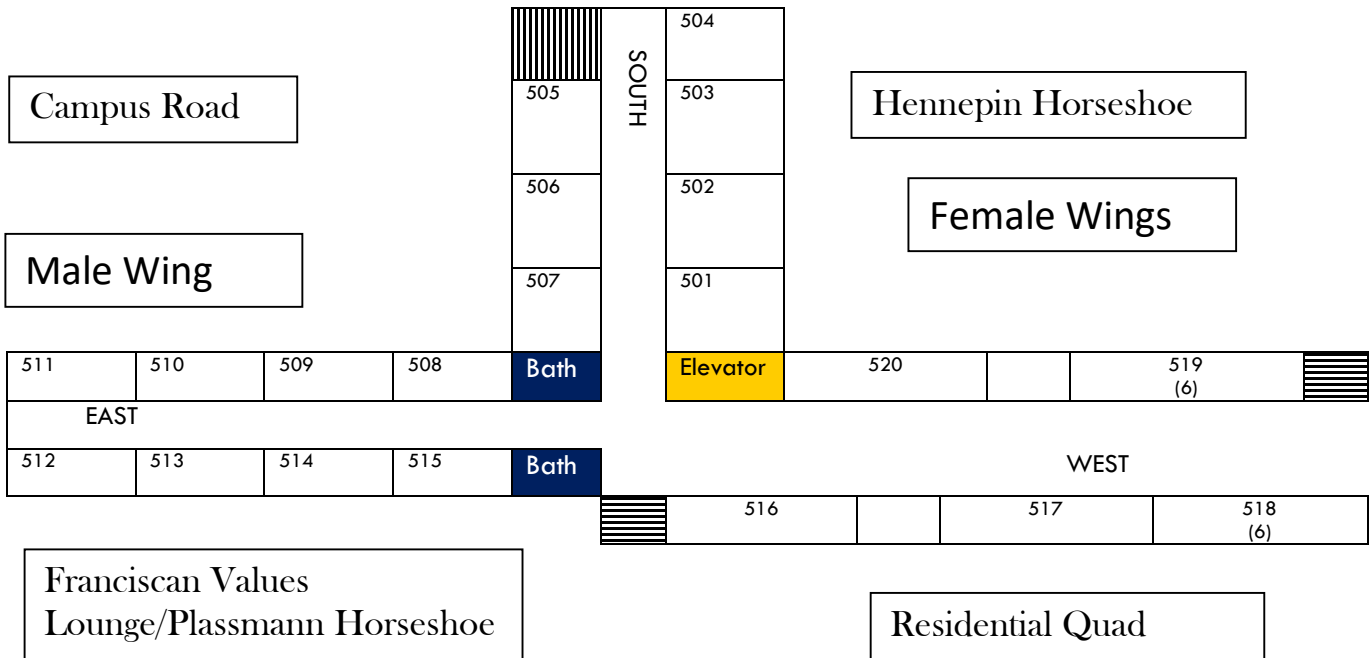 504
SOUTH
Campus Road
505
503
Hennepin Horseshoe
506
502
Female Wings
Male Wing
507
501
511
510
509
508
Bath
Elevator
520
519
(6)
EAST
512
513
514
515
Bath
WEST
516
517
518
(6)
Franciscan Values
Lounge/Plassmann Horseshoe
Residential Quad